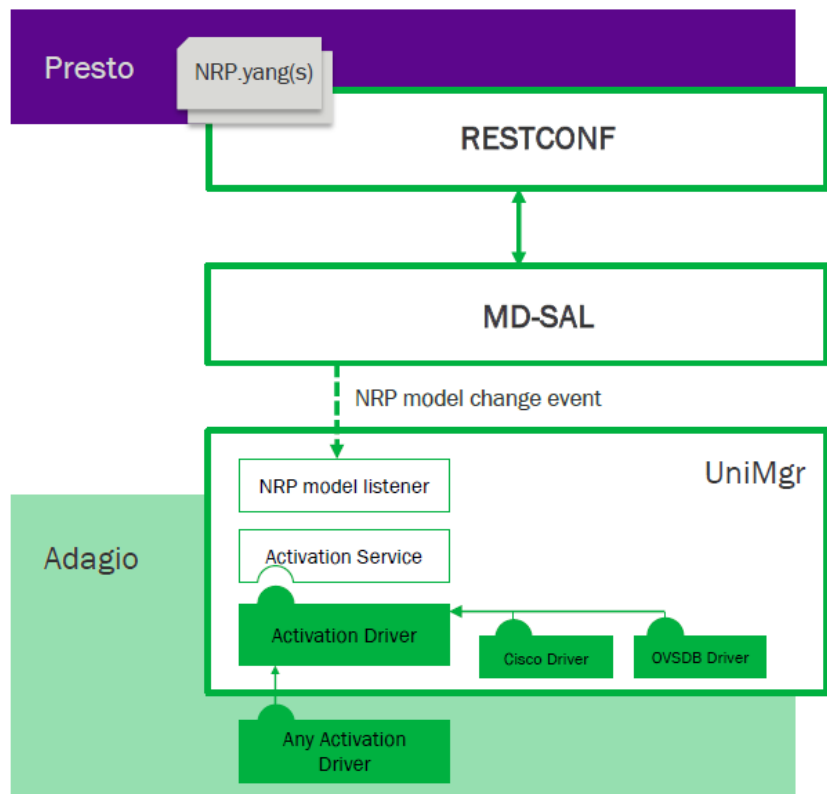 Presto
NRP.yang(s)
RESTCONF
MD-SAL
NRP model change event
UniMgr
NRP model listener
Activation Service
Adagio
Activation Driver
Cisco Driver
OVSDB Driver
Any Activation
Driver